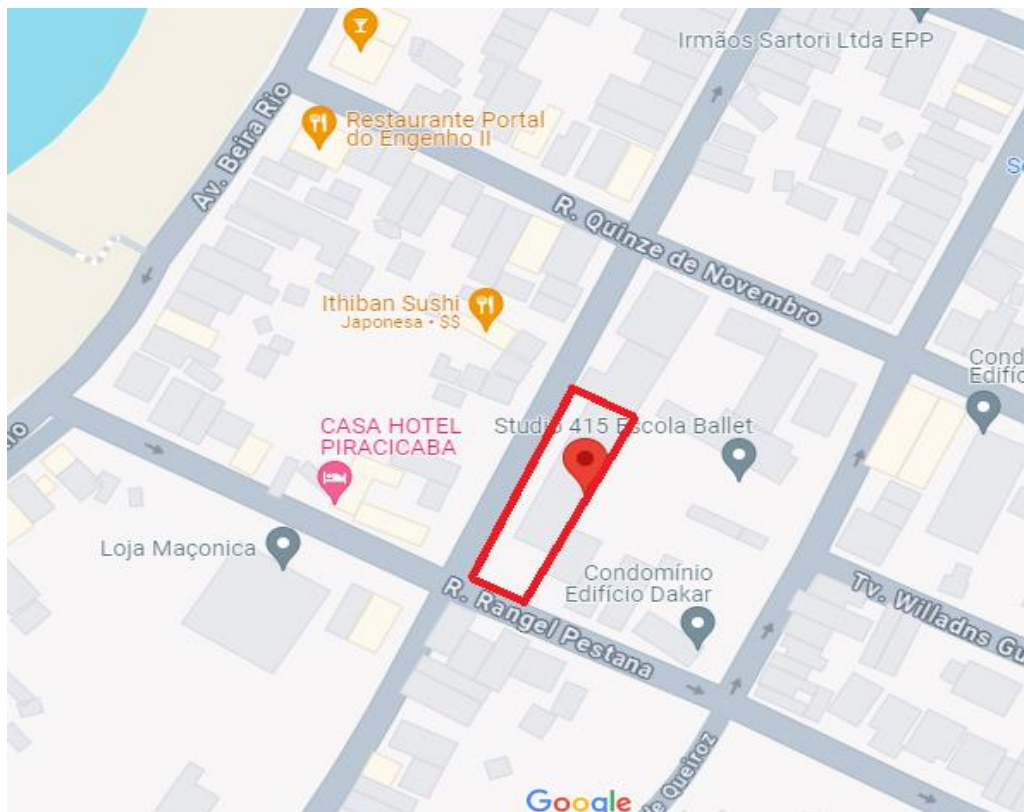 Irmãos Sartori Ltda EPP
Av. Beira Rio
Restaurante Portal
do Engenho II
R. Quinze de Novembro
Ithiban Sushi
Japonesa • $$
Cond
Edifíc
CASA HOTEL
PIRACICABA
Studio 415 Escola Ballet
Loja Maçonica
Condomínio
Edifício Dakar
R. Rangel Pestana
Tv. Willadns Gu
de Queiroz
Google